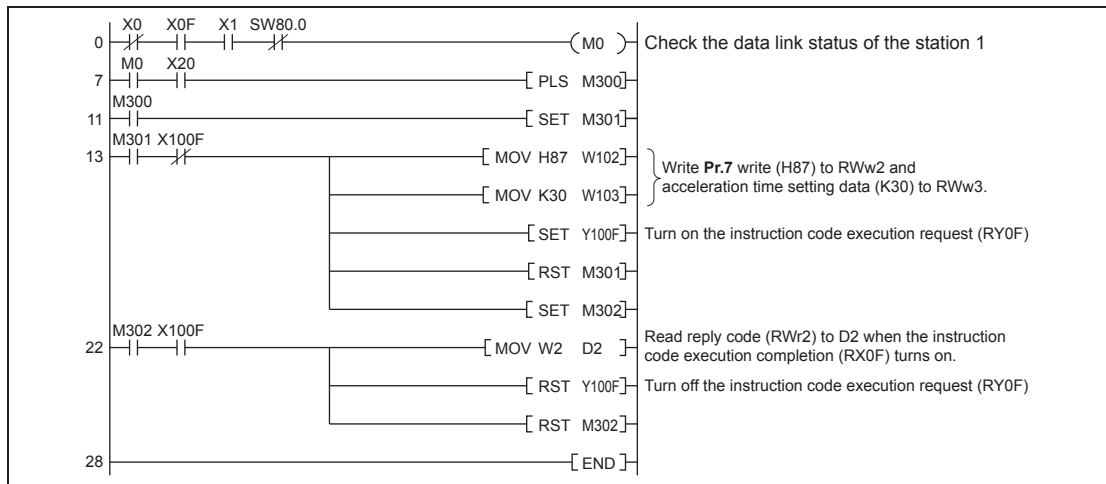 X0 X0F X1 SW80.0
0 M0 Check the data link status of the station 1
M0 X20
7 PLS M300
M300
11 SET M301
M301 X100F
13 MOV H87 W102
Write Pr.7 write (H87) to RWw2 and
acceleration time setting data (K30) to RWw3.
MOV K30 W103
SET Y100F Turn on the instruction code execution request (RY0F)
RST M301
SET M302
M302 X100F
22 MOV W2 D2 Read reply code (RWr2) to D2 when the instruction
code execution completion (RX0F) turns on.
RST Y100F Turn off the instruction code execution request (RY0F)
RST M302
28 END